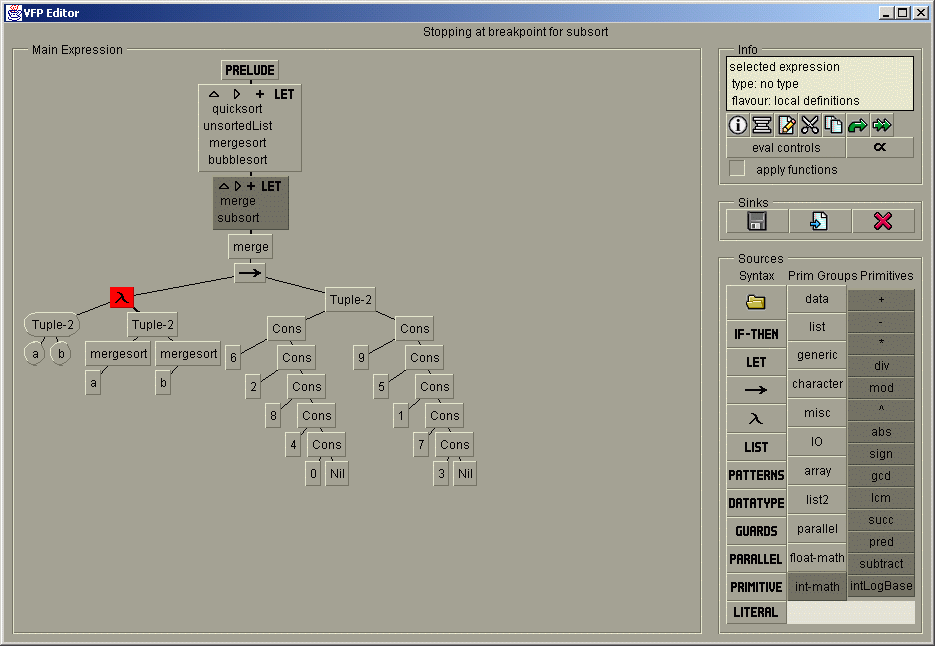 VFP Editor
Stopping at breakpoint for subsort
Main Expression
PRELUDE
LET
quicksort
unsortedList
mergesort
bubblesort
LET
merge
subsort
merge
→
λ
Tuple-2
Tuple-2
Tuple-2
a b
mergesort mergesort
a b
Cons Cons
6 Cons 9 Cons
2 Cons 5 Cons
8 Cons 1 Cons
4 Cons 7 Cons
0 Nil 3 Nil
Info
selected expression
type: no type
flavour: local definitions
eval controls α
apply functions
Sinks
Sources
Syntax Prim Groups Primitives
IF-THEN
LET
→
λ
LIST
PATTERNS
DATATYPE
GUARDS
PARALLEL
PRIMITIVE
LITERAL
data
list
generic
character
misc
IO
array
list2
parallel
float-math
int-math
+
-
*
div
mod
^
abs
sign
gcd
lcm
succ
pred
subtract
intLogBase